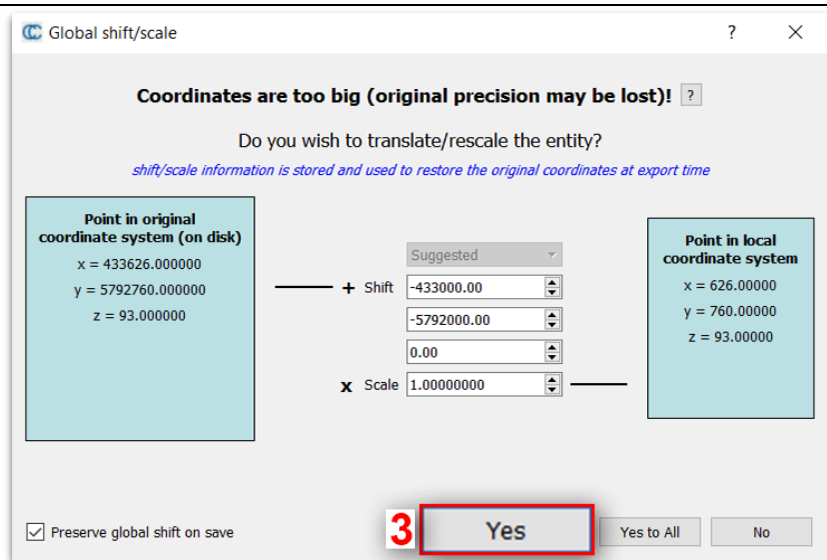 Global shift/scale
?
Coordinates are too big (original precision may be lost)! ?
Do you wish to translate/rescale the entity?
shift/scale information is stored and used to restore the original coordinates at export time
Point in original
coordinate system (on disk)
x = 433626.000000
y = 5792760.000000
z = 93.000000
Suggested
+ Shift -433000.00
-5792000.00
0.00
x Scale 1.00000000
Point in local
coordinate system
x = 626.00000
y = 760.00000
z = 93.00000
Preserve global shift on save
3 Yes
Yes to All
No